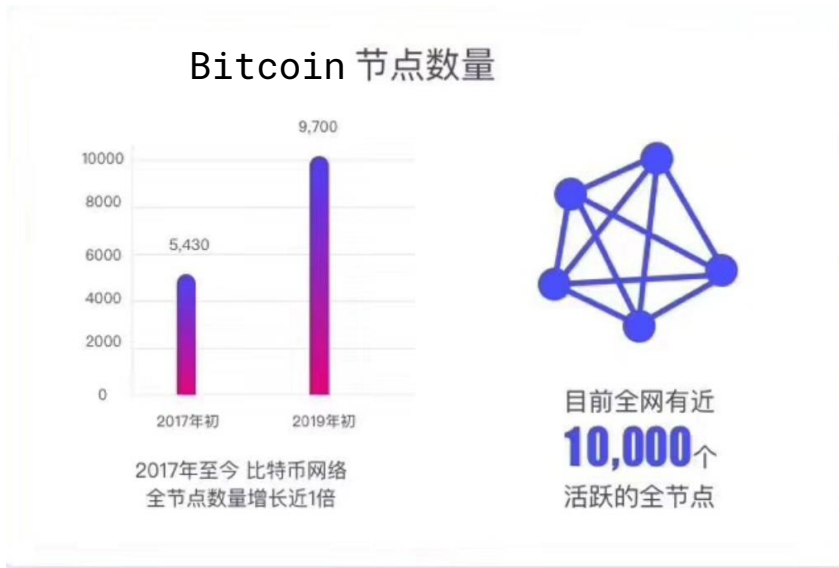 Bitcoin 节点数量
9,700
10000
8000
5,430
6000
4000
2000
0
2017年初
2019年初
2017年至今 比特币网络
全节点数量增长近1倍
目前全网有近
10,000个
活跃的全节点